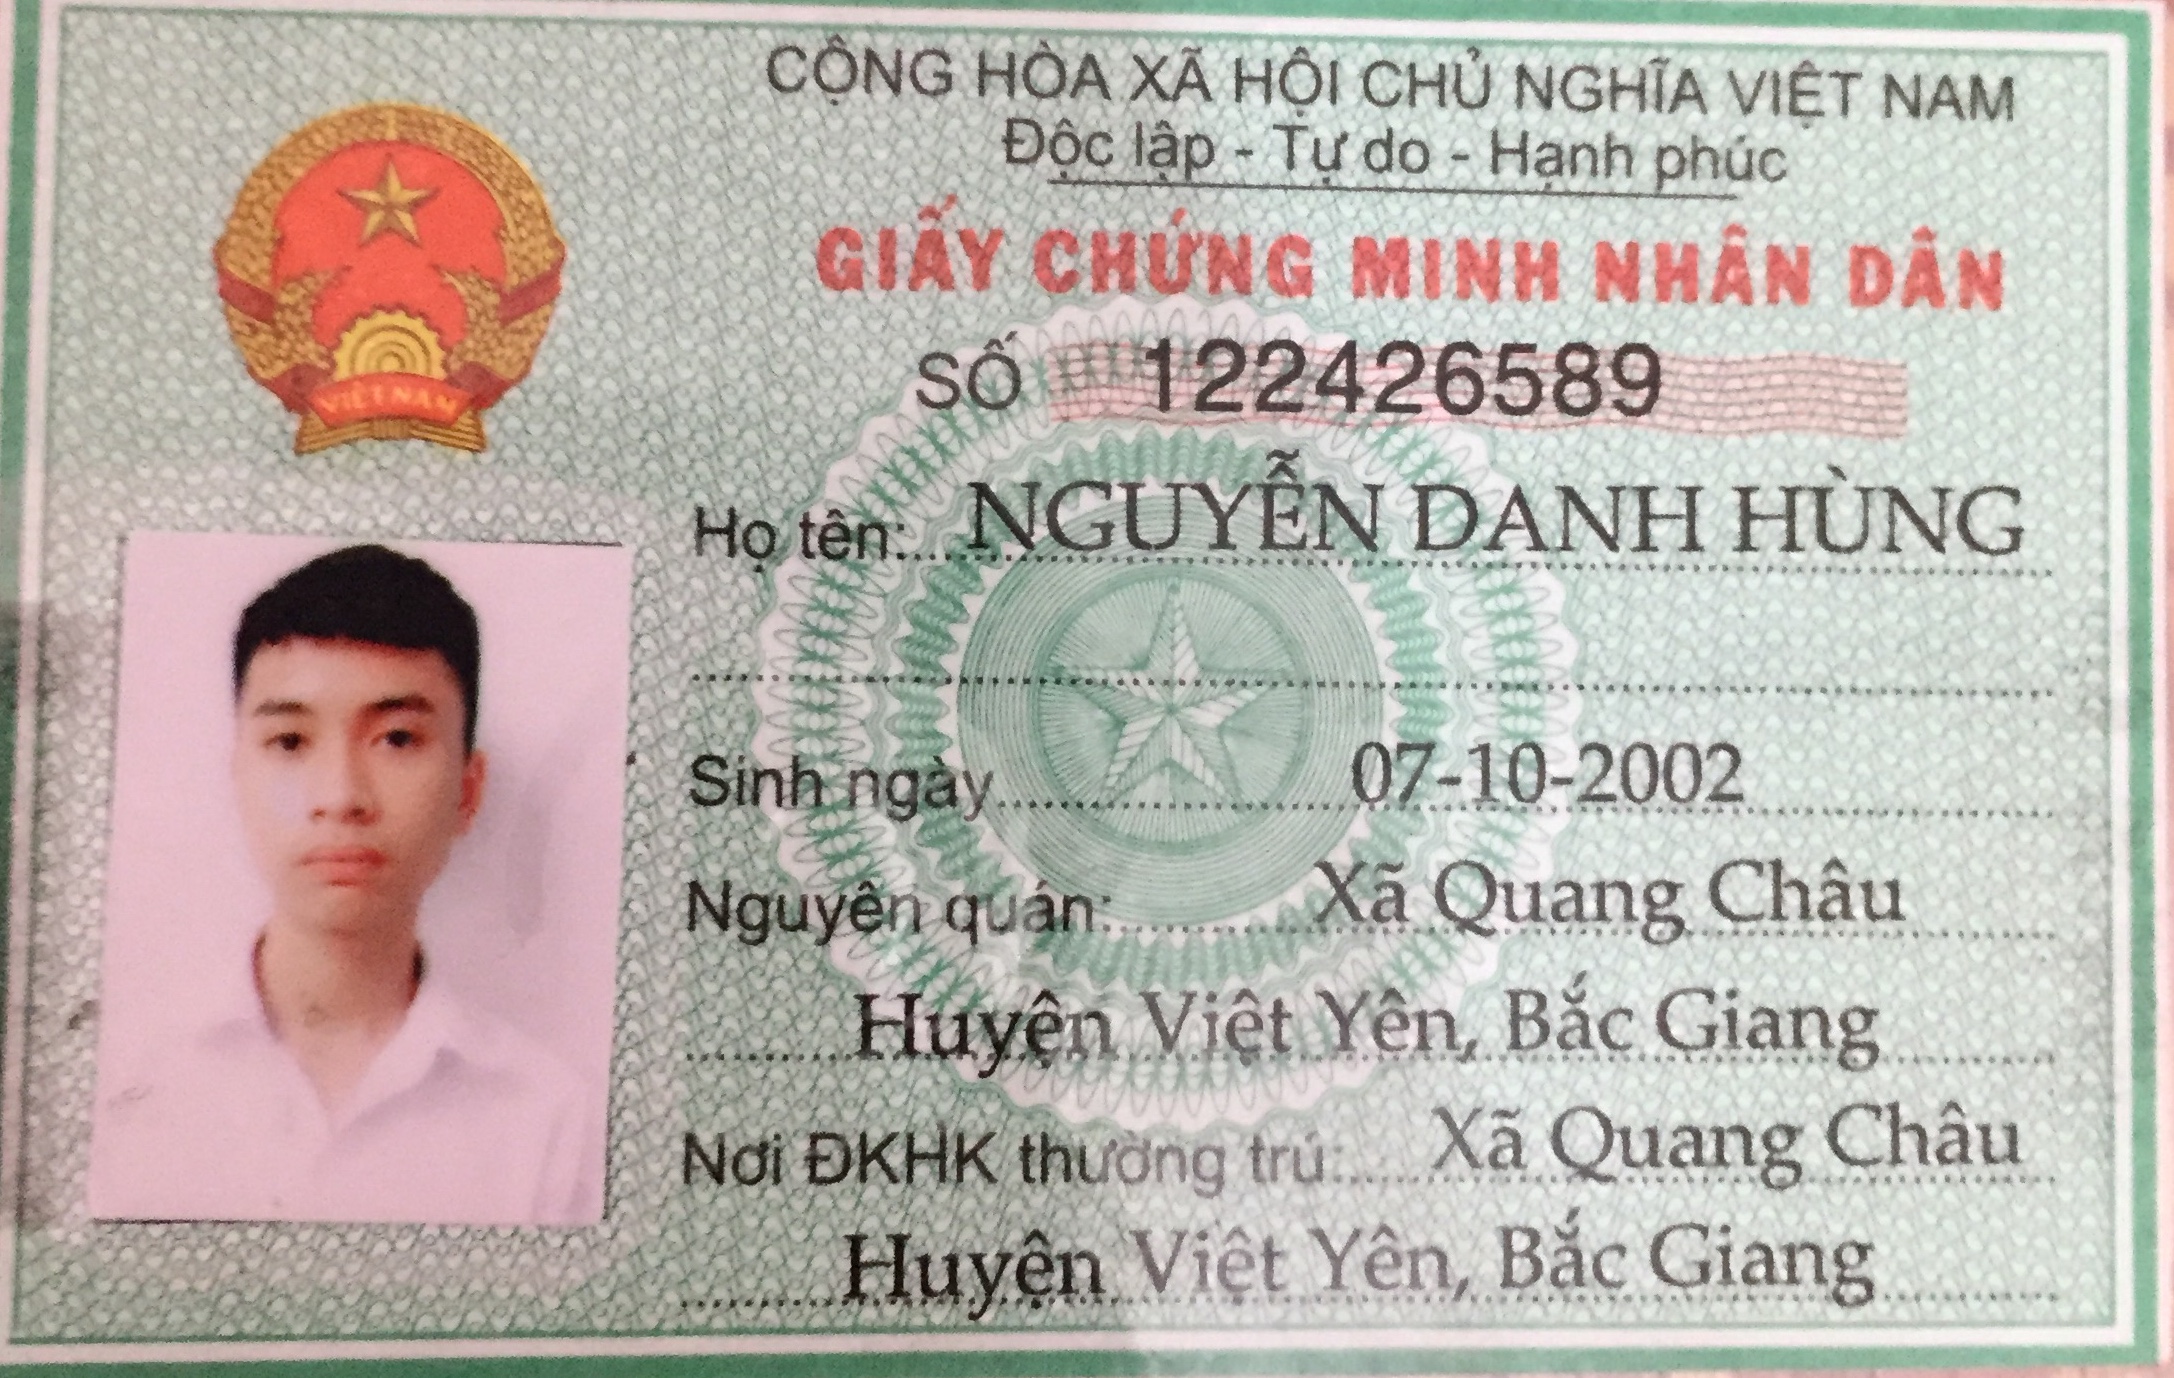 CỘNG HÒA XÃ HỘI CHỦ NGHĨA VIỆT NAM
Độc lập - Tự do - Hạnh phúc
GIẤY CHỨNG MINH NHÂN DÂN
SỐ 122426589
VIỆT NAM
Họ tên: NGUYỄN DANH HÙNG
Sinh ngày 07-10-2002
Nguyên quán: Xã Quang Châu
Huyện Việt Yên, Bắc Giang
Nơi ĐKHK thường trú: Xã Quang Châu
Huyện Việt Yên, Bắc Giang